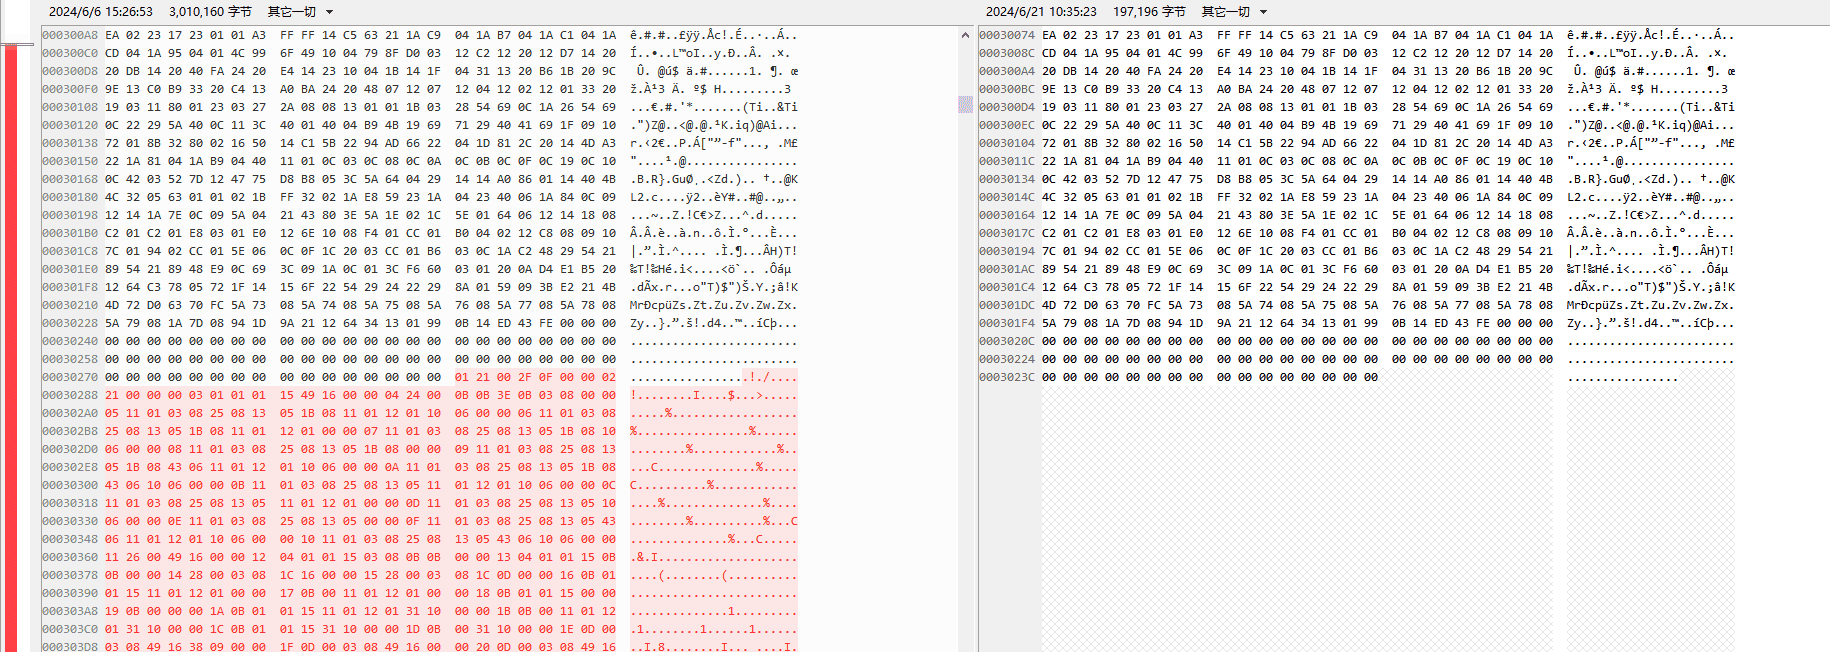 2024/6/6 15:26:53 3,010,160 字节 其它一切
000300A8 EA 02 23 17 23 01 01 A3 FF FF 14 C5 63 21 1A C9 04 1A B7 04 1A C1 04 1A ê.#.#..£ÿÿ.Åc!.É..·..Á..
000300C0 CD 04 1A 95 04 01 4C 99 6F 49 10 04 79 8F D0 03 12 C2 12 20 12 D7 14 20 Í..•..L™oI..y.Ð..Â. .×.
000300D8 20 DB 14 20 40 FA 24 20 E4 14 23 10 04 1B 14 1F 04 31 13 20 B6 1B 20 9C Û. @ú$ ä.#......1. ¶. œ
000300F0 9E 13 C0 B9 33 20 C4 13 A0 BA 24 20 48 07 12 07 12 04 12 02 12 01 33 20 ž.À¹3 Ä. º$ H.........3
00030108 19 03 11 80 01 23 03 27 2A 08 08 13 01 01 1B 03 28 54 69 0C 1A 26 54 69 ...€.#.'*.......(Ti..&Ti
00030120 0C 22 29 5A 40 0C 11 3C 40 01 40 04 B9 4B 19 69 71 29 40 41 69 1F 09 10 .")Z@..<@.@.¹K.iq)@Ai...
00030138 72 01 8B 32 80 02 16 50 14 C1 5B 22 94 AD 66 22 04 1D 81 2C 20 14 4D A3 r.‹2€..P.Á["”-f"..., .M£
00030150 22 1A 81 04 1A B9 04 40 11 01 0C 03 0C 08 0C 0A 0C 0B 0C 0F 0C 19 0C 10 "....¹.@................
00030168 0C 42 03 52 7D 12 47 75 D8 B8 05 3C 5A 64 04 29 14 14 A0 86 01 14 40 4B .B.R}.GuØ¸.<Zd.).. †..@K
00030180 4C 32 05 63 01 01 02 1B FF 32 02 1A E8 59 23 1A 04 23 40 06 1A 84 0C 09 L2.c....ÿ2..èY#..#@..„..
00030198 12 14 1A 7E 0C 09 5A 04 21 43 80 3E 5A 1E 02 1C 5E 01 64 06 12 14 18 08 ...~..Z.!C€>Z...^.d.....
000301B0 C2 01 C2 01 E8 03 01 E0 12 6E 10 08 F4 01 CC 01 B0 04 02 12 C8 08 09 10 Â.Â.è..à.n..ô.Ì.°...È...
000301C8 7C 01 94 02 CC 01 5E 06 0C 0F 1C 20 03 CC 01 B6 03 0C 1A C2 48 29 54 21 |.”.Ì.^.... .Ì.¶...ÂH)T!
000301E0 89 54 21 89 48 E9 0C 69 3C 09 1A 0C 01 3C F6 60 03 01 20 0A D4 E1 B5 20 ‰T!‰Hé.i<....<ö`.. .Ôáµ
000301F8 12 64 C3 78 05 72 1F 14 15 6F 22 54 29 24 22 29 8A 01 59 09 3B E2 21 4B .dÃx.r...o"T)$")Š.Y.;â!K
00030210 4D 72 D0 63 70 FC 5A 73 08 5A 74 08 5A 75 08 5A 76 08 5A 77 08 5A 78 08 MrÐcpüZs.Zt.Zu.Zv.Zw.Zx.
00030228 5A 79 08 1A 7D 08 94 1D 9A 21 12 64 34 13 01 99 0B 14 ED 43 FE 00 00 00 Zy..}.”.š!.d4..™..íCþ...
00030240 00 00 00 00 00 00 00 00 00 00 00 00 00 00 00 00 00 00 00 00 00 00 00 00 ........................
00030258 00 00 00 00 00 00 00 00 00 00 00 00 00 00 00 00 00 00 00 00 00 00 00 00 ........................
00030270 00 00 00 00 00 00 00 00 00 00 00 00 00 00 00 00 01 21 00 2F 0F 00 00 02 .................!./....
00030288 21 00 00 00 03 01 01 01 15 49 16 00 00 04 24 00 0B 0B 3E 0B 03 08 00 00 !........I....$...>.....
000302A0 05 11 01 03 08 25 08 13 05 1B 08 11 01 12 01 10 06 00 00 06 11 01 03 08 .....%..................
000302B8 25 08 13 05 1B 08 11 01 12 01 00 00 07 11 01 03 08 25 08 13 05 1B 08 10 %................%......
000302D0 06 00 00 08 11 01 03 08 25 08 13 05 1B 08 00 00 09 11 01 03 08 25 08 13 ........%............%..
000302E8 05 1B 08 43 06 11 01 12 01 10 06 00 00 0A 11 01 03 08 25 08 13 05 1B 08 ...C..............%.....
00030300 43 06 10 06 00 00 0B 11 01 03 08 25 08 13 05 11 01 12 01 10 06 00 00 0C C..........%............
00030318 11 01 03 08 25 08 13 05 11 01 12 01 00 00 0D 11 01 03 08 25 08 13 05 10 ....%..............%....
00030330 06 00 00 0E 11 01 03 08 25 08 13 05 00 00 0F 11 01 03 08 25 08 13 05 43 ........%..........%...C
00030348 06 11 01 12 01 10 06 00 00 10 11 01 03 08 25 08 13 05 43 06 10 06 00 00 ..............%...C.....
00030360 11 26 00 49 16 00 00 12 04 01 01 15 03 08 0B 0B 00 00 13 04 01 01 15 0B .&.I....................
00030378 0B 00 00 14 28 00 03 08 1C 16 00 00 15 28 00 03 08 1C 0D 00 00 16 0B 01 ....(........(..........
00030390 01 15 11 01 12 01 00 00 17 0B 00 11 01 12 01 00 00 18 0B 01 01 15 00 00 ........................
000303A8 19 0B 00 00 00 1A 0B 01 01 15 11 01 12 01 31 10 00 00 1B 0B 00 11 01 12 ..............1.........
000303C0 01 31 10 00 00 1C 0B 01 01 15 31 10 00 00 1D 0B 00 31 10 00 00 1E 0D 00 .1........1......1......
000303D8 03 08 49 16 38 09 00 00 1F 0D 00 03 08 49 16 00 00 20 0D 00 03 08 49 16 ..I.8........I... ....I.
2024/6/21 10:35:23 197,196 字节 其它一切
00030074 EA 02 23 17 23 01 01 A3 FF FF 14 C5 63 21 1A C9 04 1A B7 04 1A C1 04 1A ê.#.#..£ÿÿ.Åc!.É..·..Á..
0003008C CD 04 1A 95 04 01 4C 99 6F 49 10 04 79 8F D0 03 12 C2 12 20 12 D7 14 20 Í..•..L™oI..y.Ð..Â. .×.
000300A4 20 DB 14 20 40 FA 24 20 E4 14 23 10 04 1B 14 1F 04 31 13 20 B6 1B 20 9C Û. @ú$ ä.#......1. ¶. œ
000300BC 9E 13 C0 B9 33 20 C4 13 A0 BA 24 20 48 07 12 07 12 04 12 02 12 01 33 20 ž.À¹3 Ä. º$ H.........3
000300D4 19 03 11 80 01 23 03 27 2A 08 08 13 01 01 1B 03 28 54 69 0C 1A 26 54 69 ...€.#.'*.......(Ti..&Ti
000300EC 0C 22 29 5A 40 0C 11 3C 40 01 40 04 B9 4B 19 69 71 29 40 41 69 1F 09 10 .")Z@..<@.@.¹K.iq)@Ai...
00030104 72 01 8B 32 80 02 16 50 14 C1 5B 22 94 AD 66 22 04 1D 81 2C 20 14 4D A3 r.‹2€..P.Á["”-f"..., .M£
0003011C 22 1A 81 04 1A B9 04 40 11 01 0C 03 0C 08 0C 0A 0C 0B 0C 0F 0C 19 0C 10 "....¹.@................
00030134 0C 42 03 52 7D 12 47 75 D8 B8 05 3C 5A 64 04 29 14 14 A0 86 01 14 40 4B .B.R}.GuØ¸.<Zd.).. †..@K
0003014C 4C 32 05 63 01 01 02 1B FF 32 02 1A E8 59 23 1A 04 23 40 06 1A 84 0C 09 L2.c....ÿ2..èY#..#@..„..
00030164 12 14 1A 7E 0C 09 5A 04 21 43 80 3E 5A 1E 02 1C 5E 01 64 06 12 14 18 08 ...~..Z.!C€>Z...^.d.....
0003017C C2 01 C2 01 E8 03 01 E0 12 6E 10 08 F4 01 CC 01 B0 04 02 12 C8 08 09 10 Â.Â.è..à.n..ô.Ì.°...È...
00030194 7C 01 94 02 CC 01 5E 06 0C 0F 1C 20 03 CC 01 B6 03 0C 1A C2 48 29 54 21 |.”.Ì.^.... .Ì.¶...ÂH)T!
000301AC 89 54 21 89 48 E9 0C 69 3C 09 1A 0C 01 3C F6 60 03 01 20 0A D4 E1 B5 20 ‰T!‰Hé.i<....<ö`.. .Ôáµ
000301C4 12 64 C3 78 05 72 1F 14 15 6F 22 54 29 24 22 29 8A 01 59 09 3B E2 21 4B .dÃx.r...o"T)$")Š.Y.;â!K
000301DC 4D 72 D0 63 70 FC 5A 73 08 5A 74 08 5A 75 08 5A 76 08 5A 77 08 5A 78 08 MrÐcpüZs.Zt.Zu.Zv.Zw.Zx.
000301F4 5A 79 08 1A 7D 08 94 1D 9A 21 12 64 34 13 01 99 0B 14 ED 43 FE 00 00 00 Zy..}.”.š!.d4..™..íCþ...
0003020C 00 00 00 00 00 00 00 00 00 00 00 00 00 00 00 00 00 00 00 00 00 00 00 00 ........................
00030224 00 00 00 00 00 00 00 00 00 00 00 00 00 00 00 00 00 00 00 00 00 00 00 00 ........................
0003023C 00 00 00 00 00 00 00 00 00 00 00 00 00 00 00 00 ................